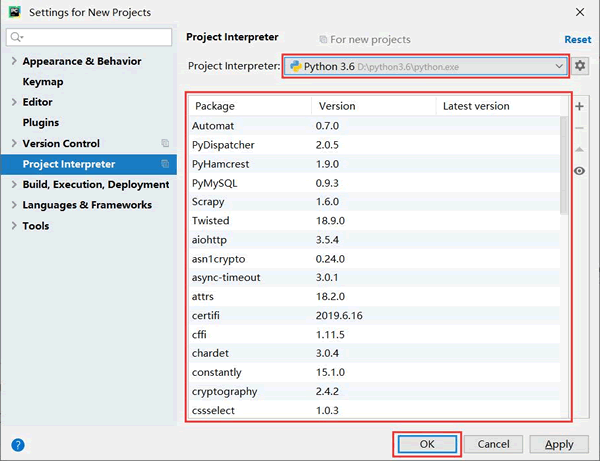 Settings for New Projects
Appearance & Behavior
Keymap
Editor
Plugins
Version Control
Project Interpreter
Build, Execution, Deployment
Languages & Frameworks
Tools
Project Interpreter
For new projects
Reset
Project Interpreter: Python 3.6 D:\python3.6\python.exe
Package Version Latest version
Automat 0.7.0
PyDispatcher 2.0.5
PyHamcrest 1.9.0
PyMySQL 0.9.3
Scrapy 1.6.0
Twisted 18.9.0
aiohttp 3.5.4
asn1crypto 0.24.0
async-timeout 3.0.1
attrs 18.2.0
certifi 2019.6.16
cffi 1.11.5
chardet 3.0.4
constantly 15.1.0
cryptography 2.4.2
cssselect 1.0.3
?
OK
Cancel
Apply